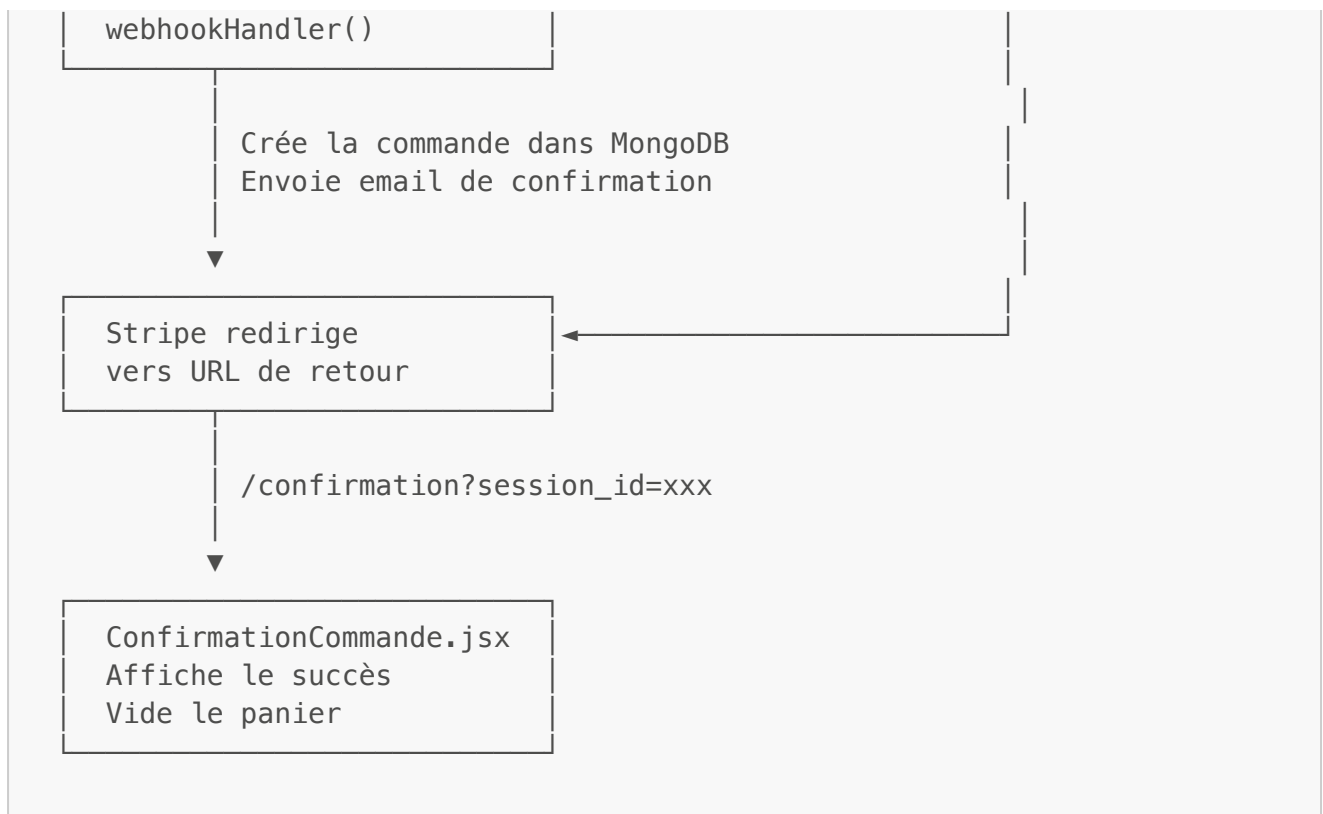 webhookHandler()
Crée la commande dans MongoDB
Envoie email de confirmation
Stripe redirige
vers URL de retour
/confirmation?session_id=xxx
ConfirmationCommande.jsx
Affiche le succès
Vide le panier